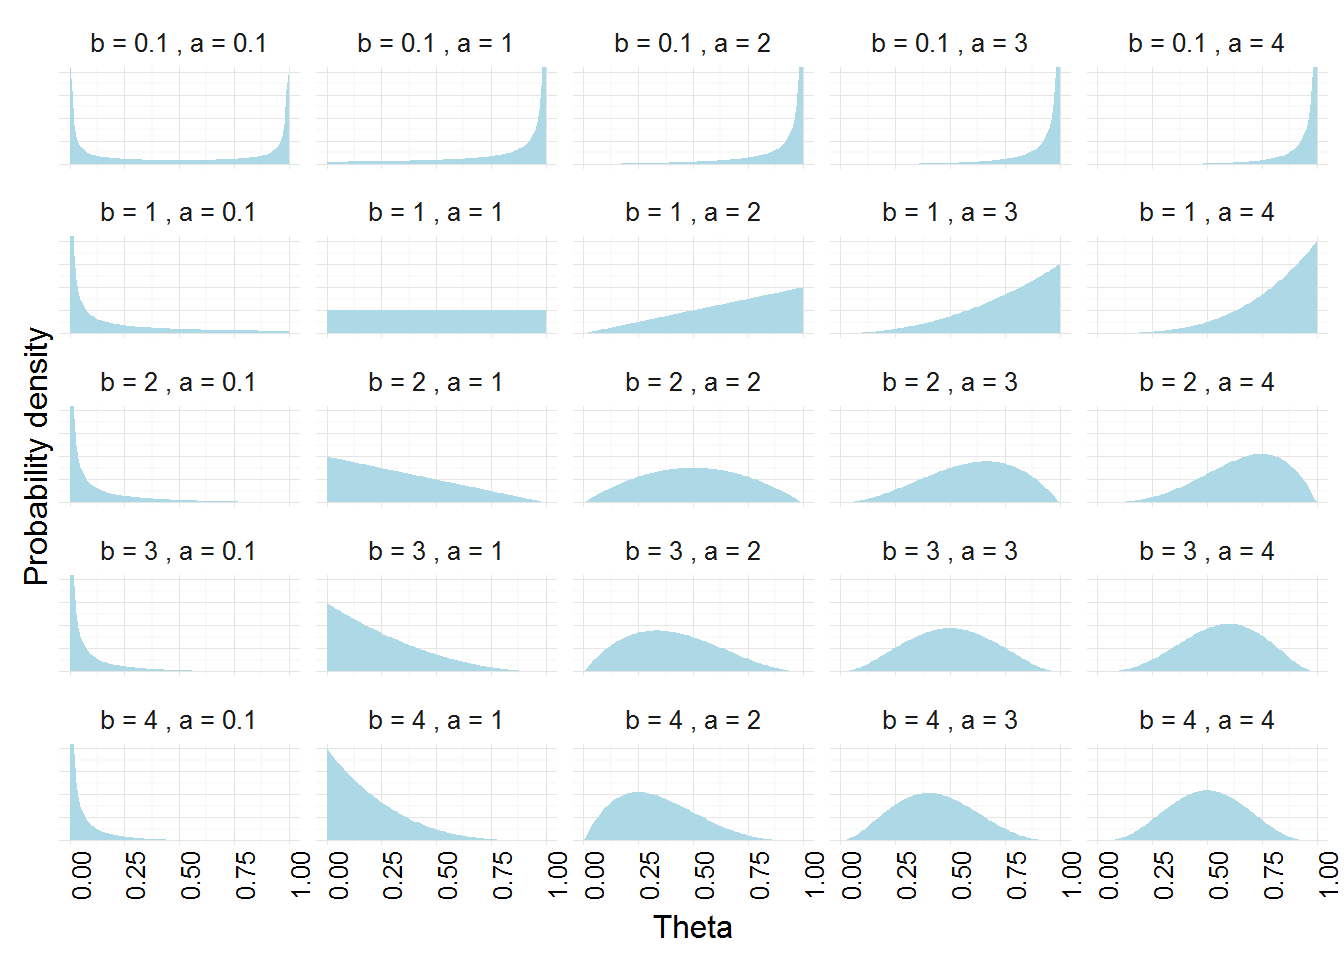 b = 0.1 , a = 0.1
b = 0.1 , a = 1
b = 0.1 , a = 2
b = 0.1 , a = 3
b = 0.1 , a = 4
b = 1 , a = 0.1
b = 1 , a = 1
b = 1 , a = 2
b = 1 , a = 3
b = 1 , a = 4
b = 2 , a = 0.1
b = 2 , a = 1
b = 2 , a = 2
b = 2 , a = 3
b = 2 , a = 4
b = 3 , a = 0.1
b = 3 , a = 1
b = 3 , a = 2
b = 3 , a = 3
b = 3 , a = 4
b = 4 , a = 0.1
b = 4 , a = 1
b = 4 , a = 2
b = 4 , a = 3
b = 4 , a = 4
Probability density
0.00
0.25
0.50
0.75
1.00
0.00
0.25
0.50
0.75
1.00
0.00
0.25
0.50
0.75
1.00
0.00
0.25
0.50
0.75
1.00
0.00
0.25
0.50
0.75
1.00
Theta